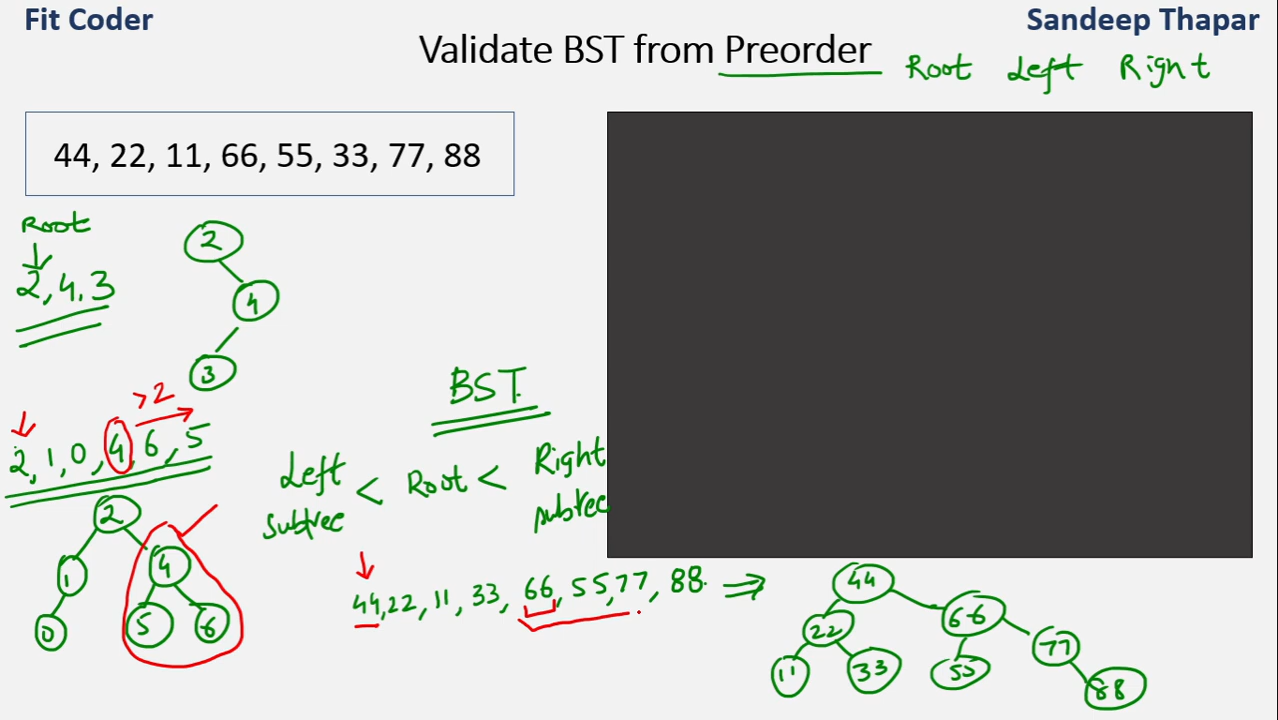 Fit Coder
Sandeep Thapar
Validate BST from Preorder
Root Left Right
44, 22, 11, 66, 55, 33, 77, 88
Root
2, 4, 3
2
4
3
>2
2, 1, 0, 4, 6, 5
2
1
4
0
5
6
BST
Left subtree < Root < Right subtree
44, 22, 11, 33, 66, 55, 77, 88 ⇒
44
22
66
11
33
55
77
88